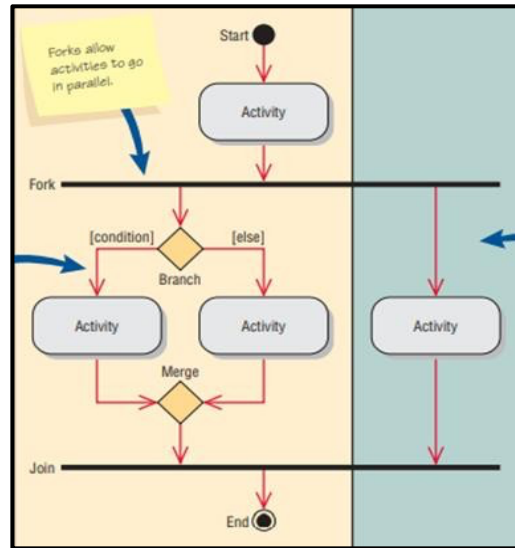 Start
Forks allow
activities to go
in parallel.
Activity
Fork
[condition] [else]
Branch
Activity Activity Activity
Merge
Join
End